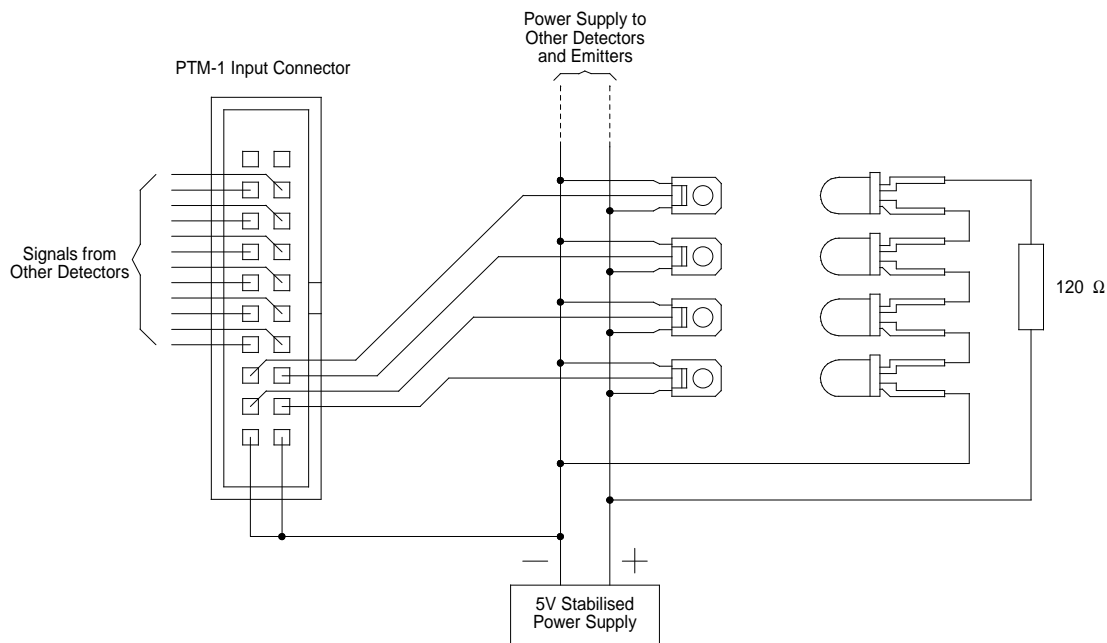 Power Supply to
Other Detectors
and Emitters
PTM-1 Input Connector
Signals from
Other Detectors
120 Ω
— +
5V Stabilised
Power Supply